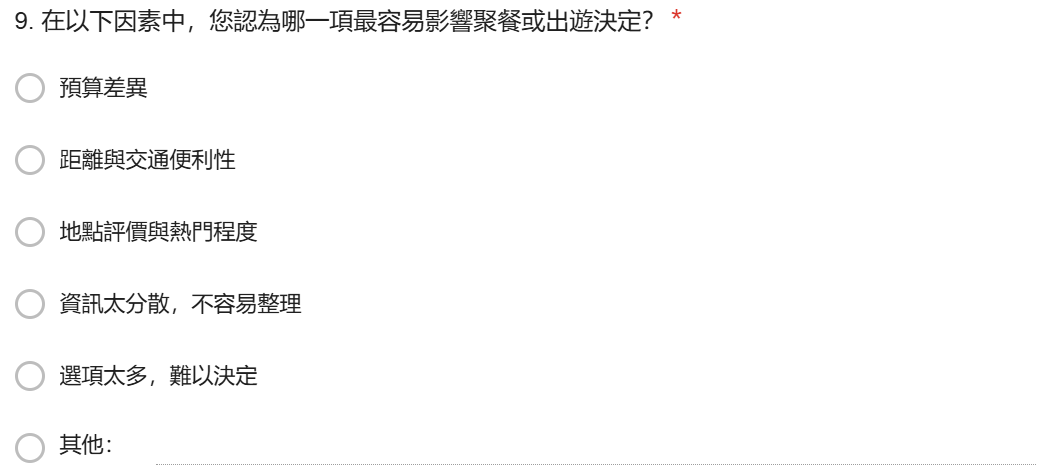 9. 在以下因素中，您認為哪一項最容易影響聚餐或出遊決定？ *
預算差異
距離與交通便利性
地點評價與熱門程度
資訊太分散，不容易整理
選項太多，難以決定
其他：